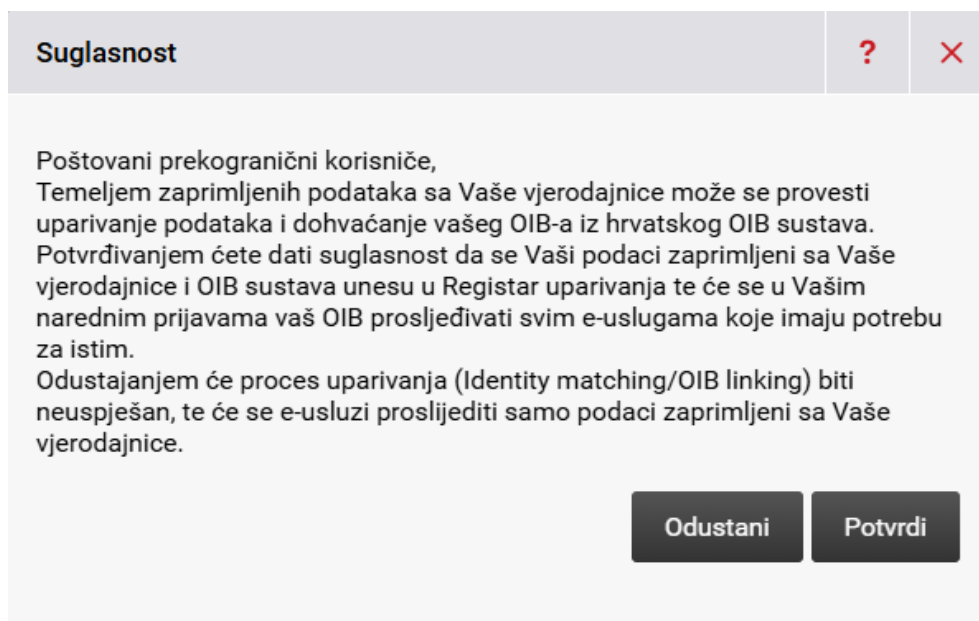 Suglasnost ? ×
Poštovani prekogranični korisniče,
Temeljem zaprimljenih podataka sa Vaše vjerodajnice može se provesti
uparivanje podataka i dohvaćanje vašeg OIB-a iz hrvatskog OIB sustava.
Potvrđivanjem ćete dati suglasnost da se Vaši podaci zaprimljeni sa Vaše
vjerodajnice i OIB sustava unesu u Registar uparivanja te će se u Vašim
narednim prijavama vaš OIB prosljeđivati svim e-uslugama koje imaju potrebu
za istim.
Odustajanjem će proces uparivanja (Identity matching/OIB linking) biti
neuspješan, te će se e-usluzi proslijediti samo podaci zaprimljeni sa Vaše
vjerodajnice.
Odustani Potvrdi